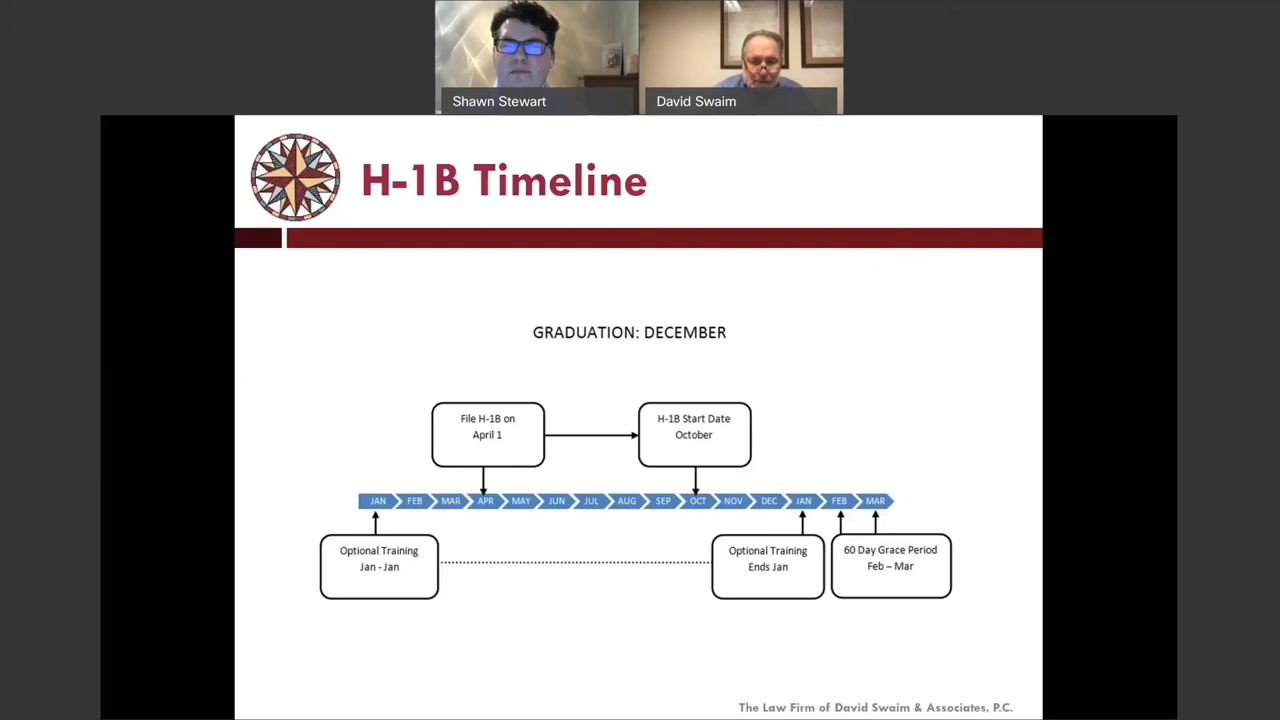 Shawn Stewart
David Swaim
H-1B Timeline
GRADUATION: DECEMBER
File H-1B on
April 1
H-1B Start Date
October
JAN FEB MAR APR MAY JUN JUL AUG SEP OCT NOV DEC JAN FEB MAR
Optional Training
Jan - Jan
Optional Training
Ends Jan
60 Day Grace Period
Feb – Mar
The Law Firm of David Swaim & Associates, P.C.